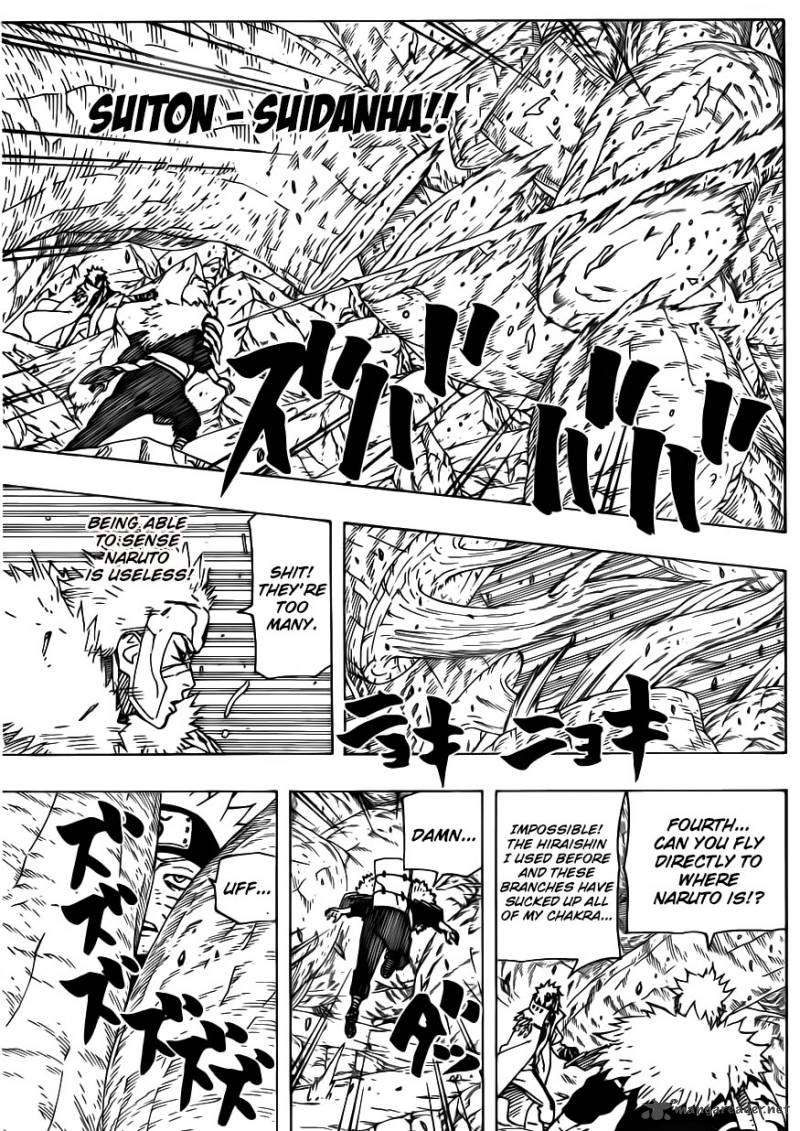 SUITON - SUIDANHA!!
ズババババ
SHIT!
THEY'RE
TOO
MANY.
BEING ABLE
TO SENSE
NARUTO
IS USELESS!
ニョキ ニョキ
FOURTH...
CAN YOU FLY
DIRECTLY TO
WHERE
NARUTO IS!?
IMPOSSIBLE!
THE HIRAISHIN
I USED BEFORE
AND THESE
BRANCHES HAVE
SUCKED UP ALL
OF MY CHAKRA...
DAMN...
ダッ
UFF...
ズズズズズズズ
mangareader.net